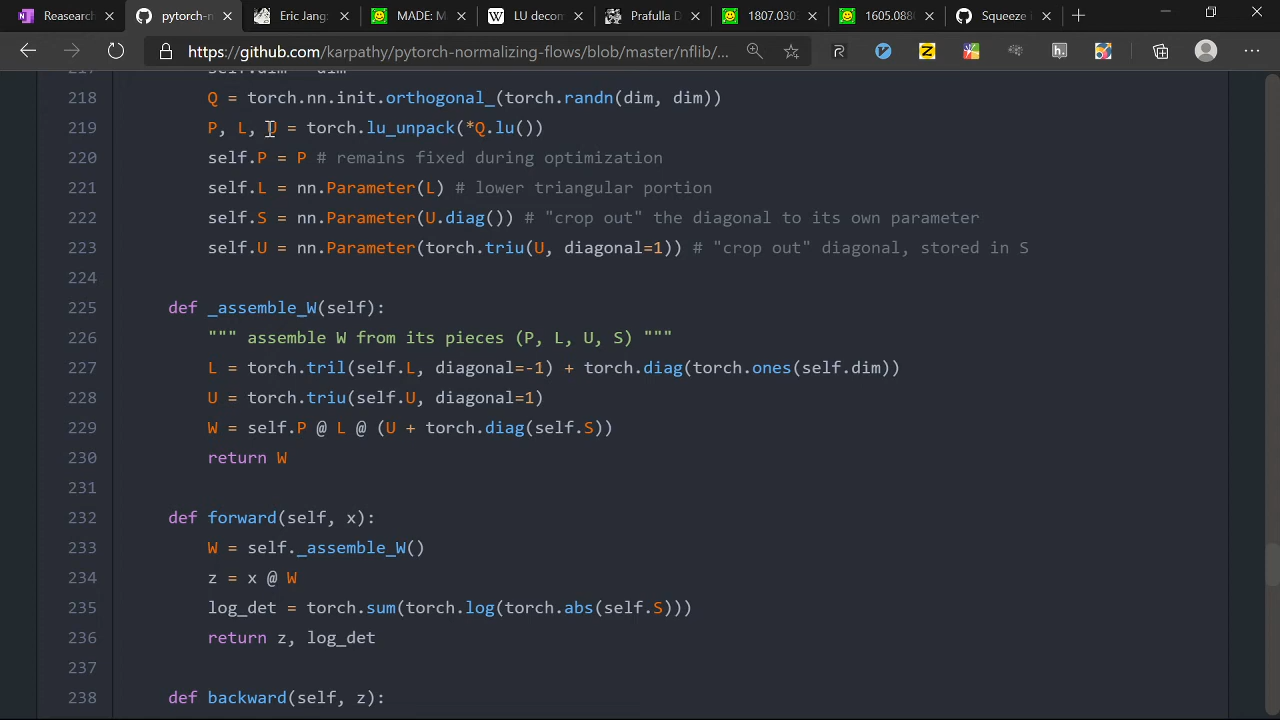 Reasearch
pytorch-n
Eric Jang:
MADE: M
LU decom
Prafulla D
1807.030
1605.088
Squeeze
https://github.com/karpathy/pytorch-normalizing-flows/blob/master/nflib/...
218 Q = torch.nn.init.orthogonal_(torch.randn(dim, dim))
219 P, L, U = torch.lu_unpack(*Q.lu())
220 self.P = P # remains fixed during optimization
221 self.L = nn.Parameter(L) # lower triangular portion
222 self.S = nn.Parameter(U.diag()) # "crop out" the diagonal to its own parameter
223 self.U = nn.Parameter(torch.triu(U, diagonal=1)) # "crop out" diagonal, stored in S
224
225 def _assemble_W(self):
226 """ assemble W from its pieces (P, L, U, S) """
227 L = torch.tril(self.L, diagonal=-1) + torch.diag(torch.ones(self.dim))
228 U = torch.triu(self.U, diagonal=1)
229 W = self.P @ L @ (U + torch.diag(self.S))
230 return W
231
232 def forward(self, x):
233 W = self._assemble_W()
234 z = x @ W
235 log_det = torch.sum(torch.log(torch.abs(self.S)))
236 return z, log_det
237
238 def backward(self, z):